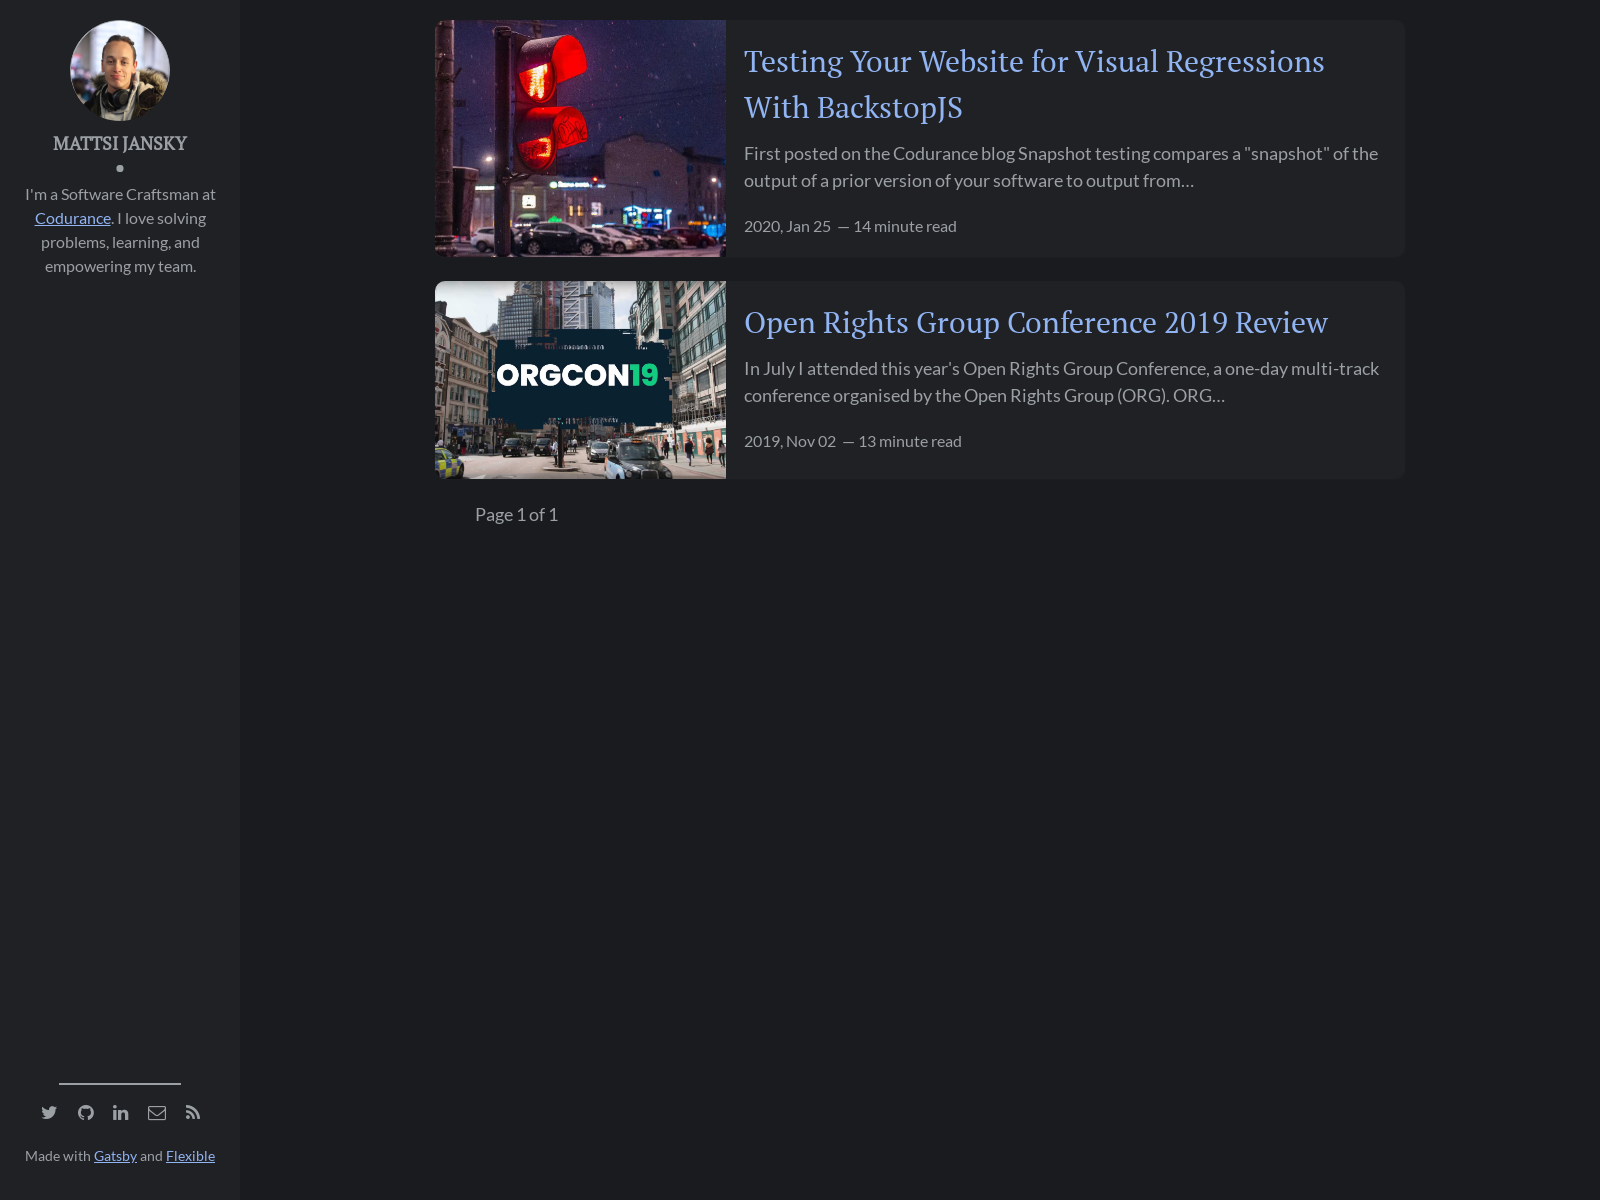 MATTSI JANSKY
I'm a Software Craftsman at
Codurance. I love solving
problems, learning, and
empowering my team.
Testing Your Website for Visual Regressions
With BackstopJS
First posted on the Codurance blog Snapshot testing compares a "snapshot" of the
output of a prior version of your software to output from…
2020, Jan 25 — 14 minute read
ORGCON19
Open Rights Group Conference 2019 Review
In July I attended this year's Open Rights Group Conference, a one-day multi-track
conference organised by the Open Rights Group (ORG). ORG…
2019, Nov 02 — 13 minute read
Page 1 of 1
Made with Gatsby and Flexible